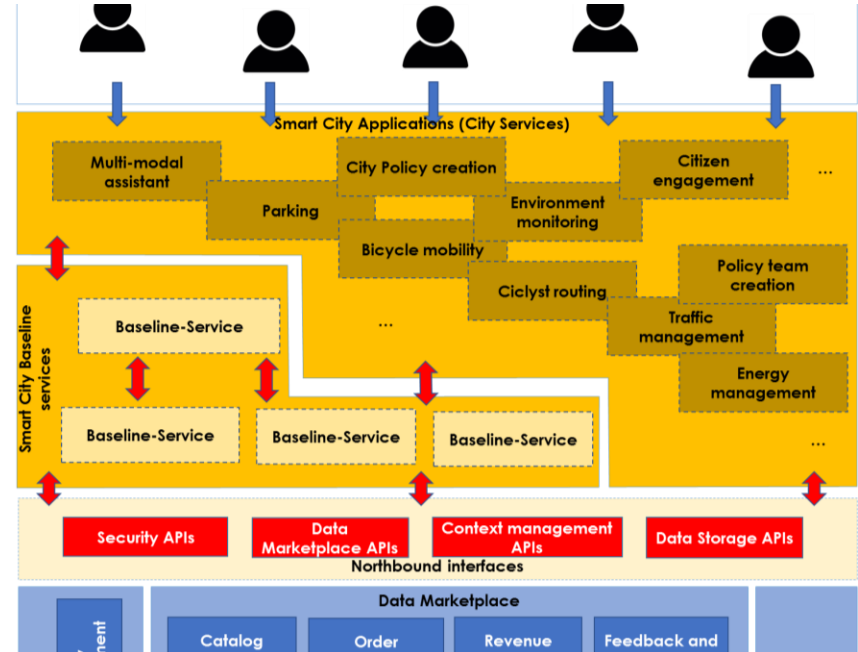 Smart City Applications (City Services)
Multi-modal
assistant
City Policy creation
Citizen
engagement
...
Parking
Environment
monitoring
Bicycle mobility
Ciclyst routing
Policy team
creation
...
Traffic
management
Energy
management
...
Smart City Baseline
services
Baseline-Service
Baseline-Service
Baseline-Service
Baseline-Service
Security APIs
Data
Marketplace APIs
Context management
APIs
Data Storage APIs
Northbound interfaces
Data Marketplace
Catalog
Order
Revenue
Feedback and